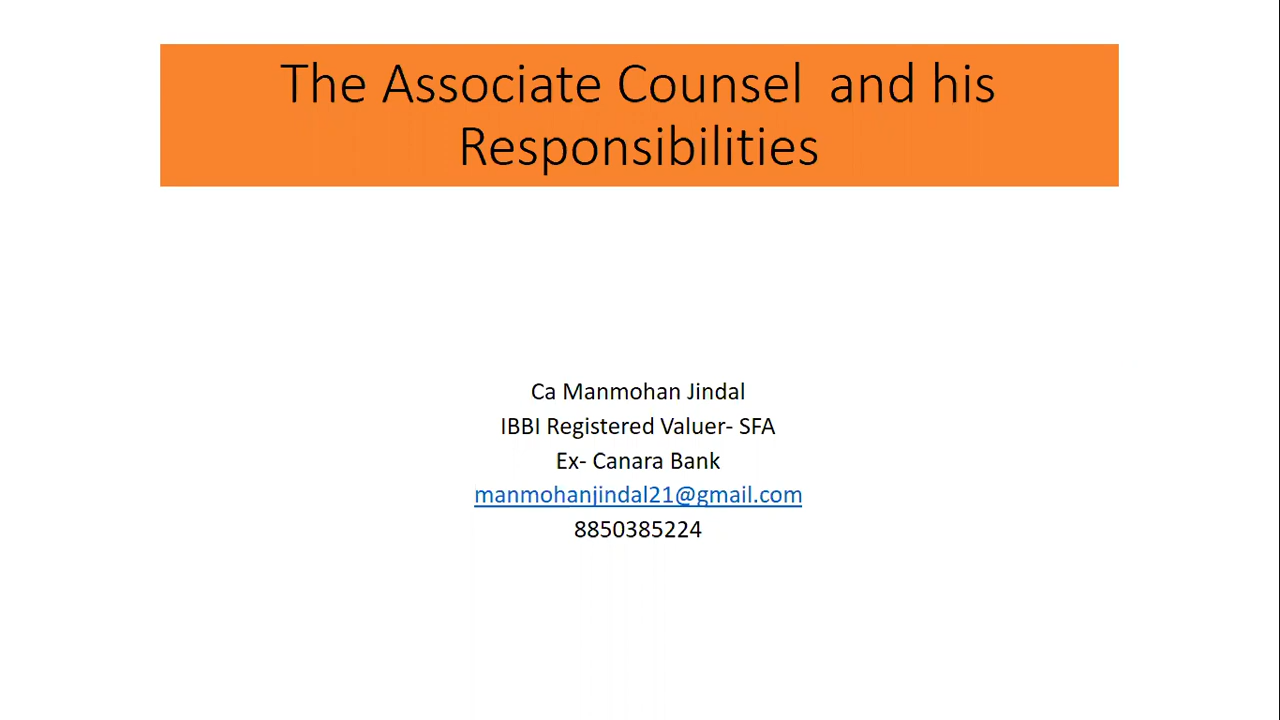 The Associate Counsel and his
Responsibilities
Ca Manmohan Jindal
IBBI Registered Valuer- SFA
Ex- Canara Bank
manmohanjindal21@gmail.com
8850385224